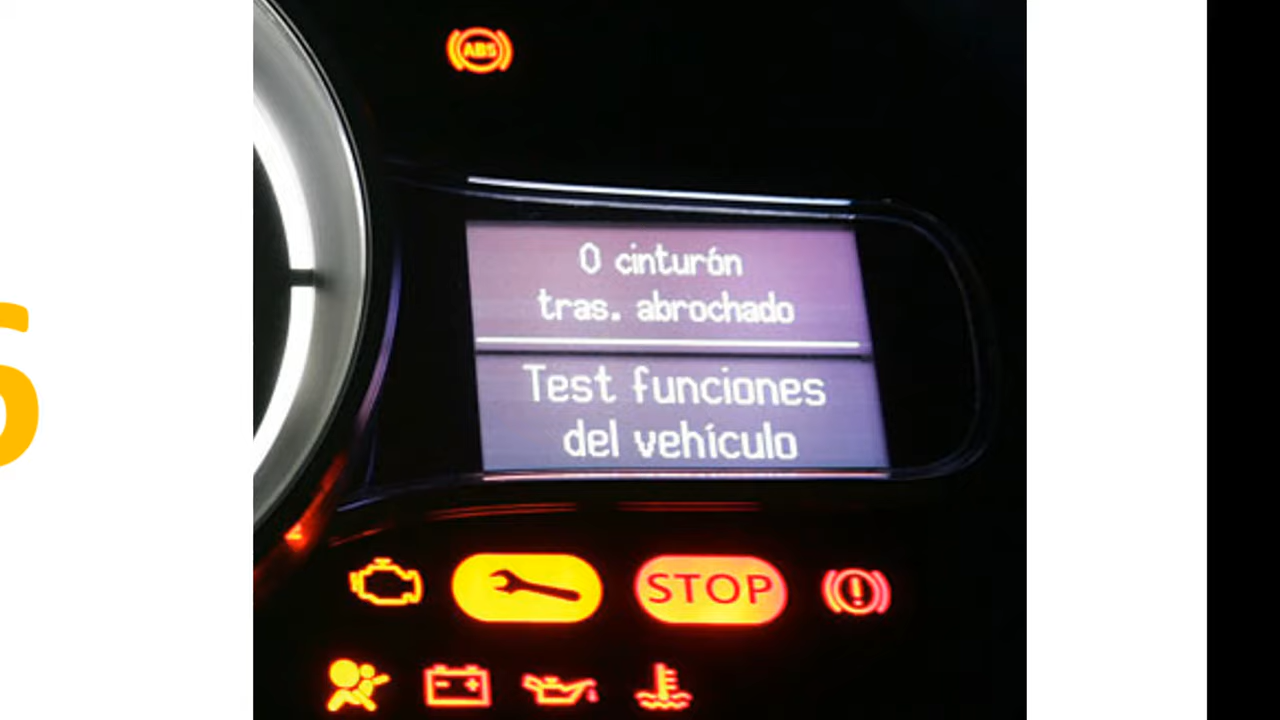 ABS
0 cinturón
tras. abrochado
Test funciones
del vehículo
STOP